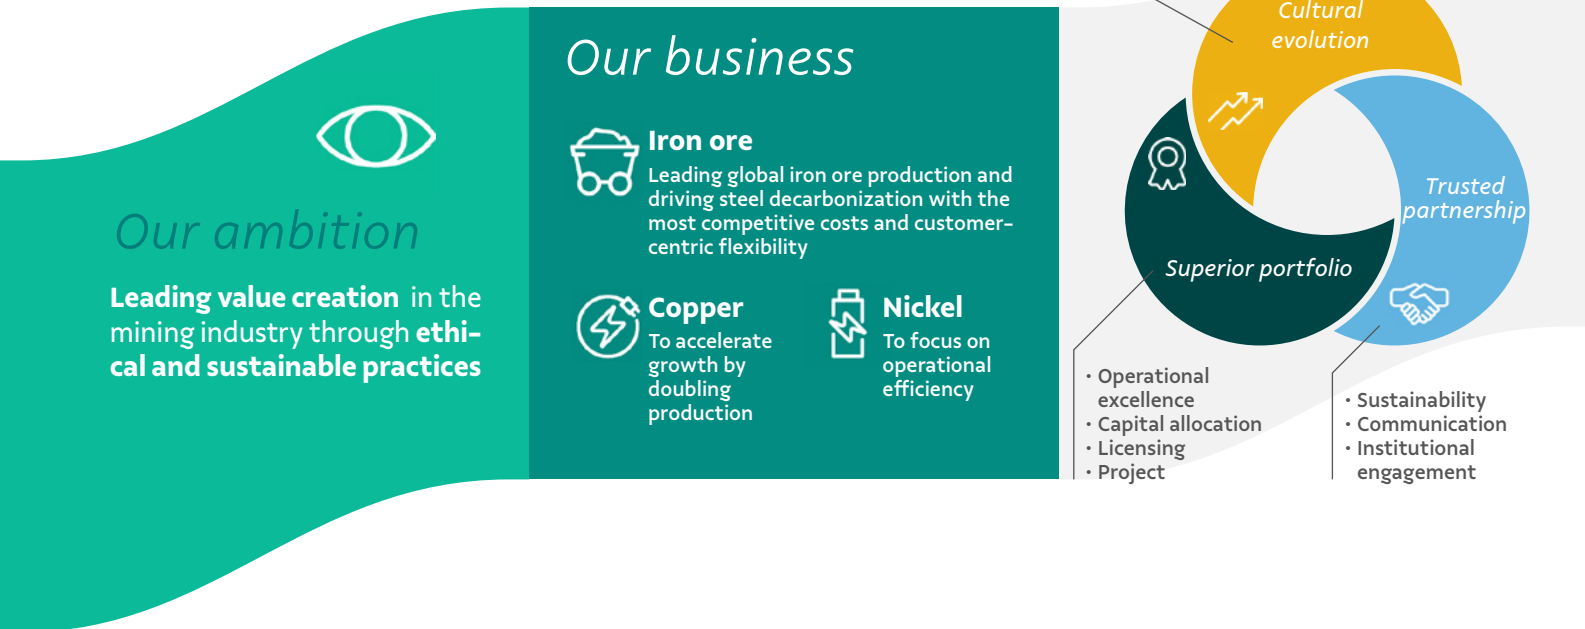 Our ambition
Leading value creation in the
mining industry through ethi-
cal and sustainable practices
Our business
Iron ore
Leading global iron ore production and
driving steel decarbonization with the
most competitive costs and customer-
centric flexibility
Copper
To accelerate
growth by
doubling
production
Nickel
To focus on
operational
efficiency
Cultural
evolution
Trusted
partnership
Superior portfolio
• Operational
excellence
• Capital allocation
• Licensing
• Project
• Sustainability
• Communication
• Institutional
engagement